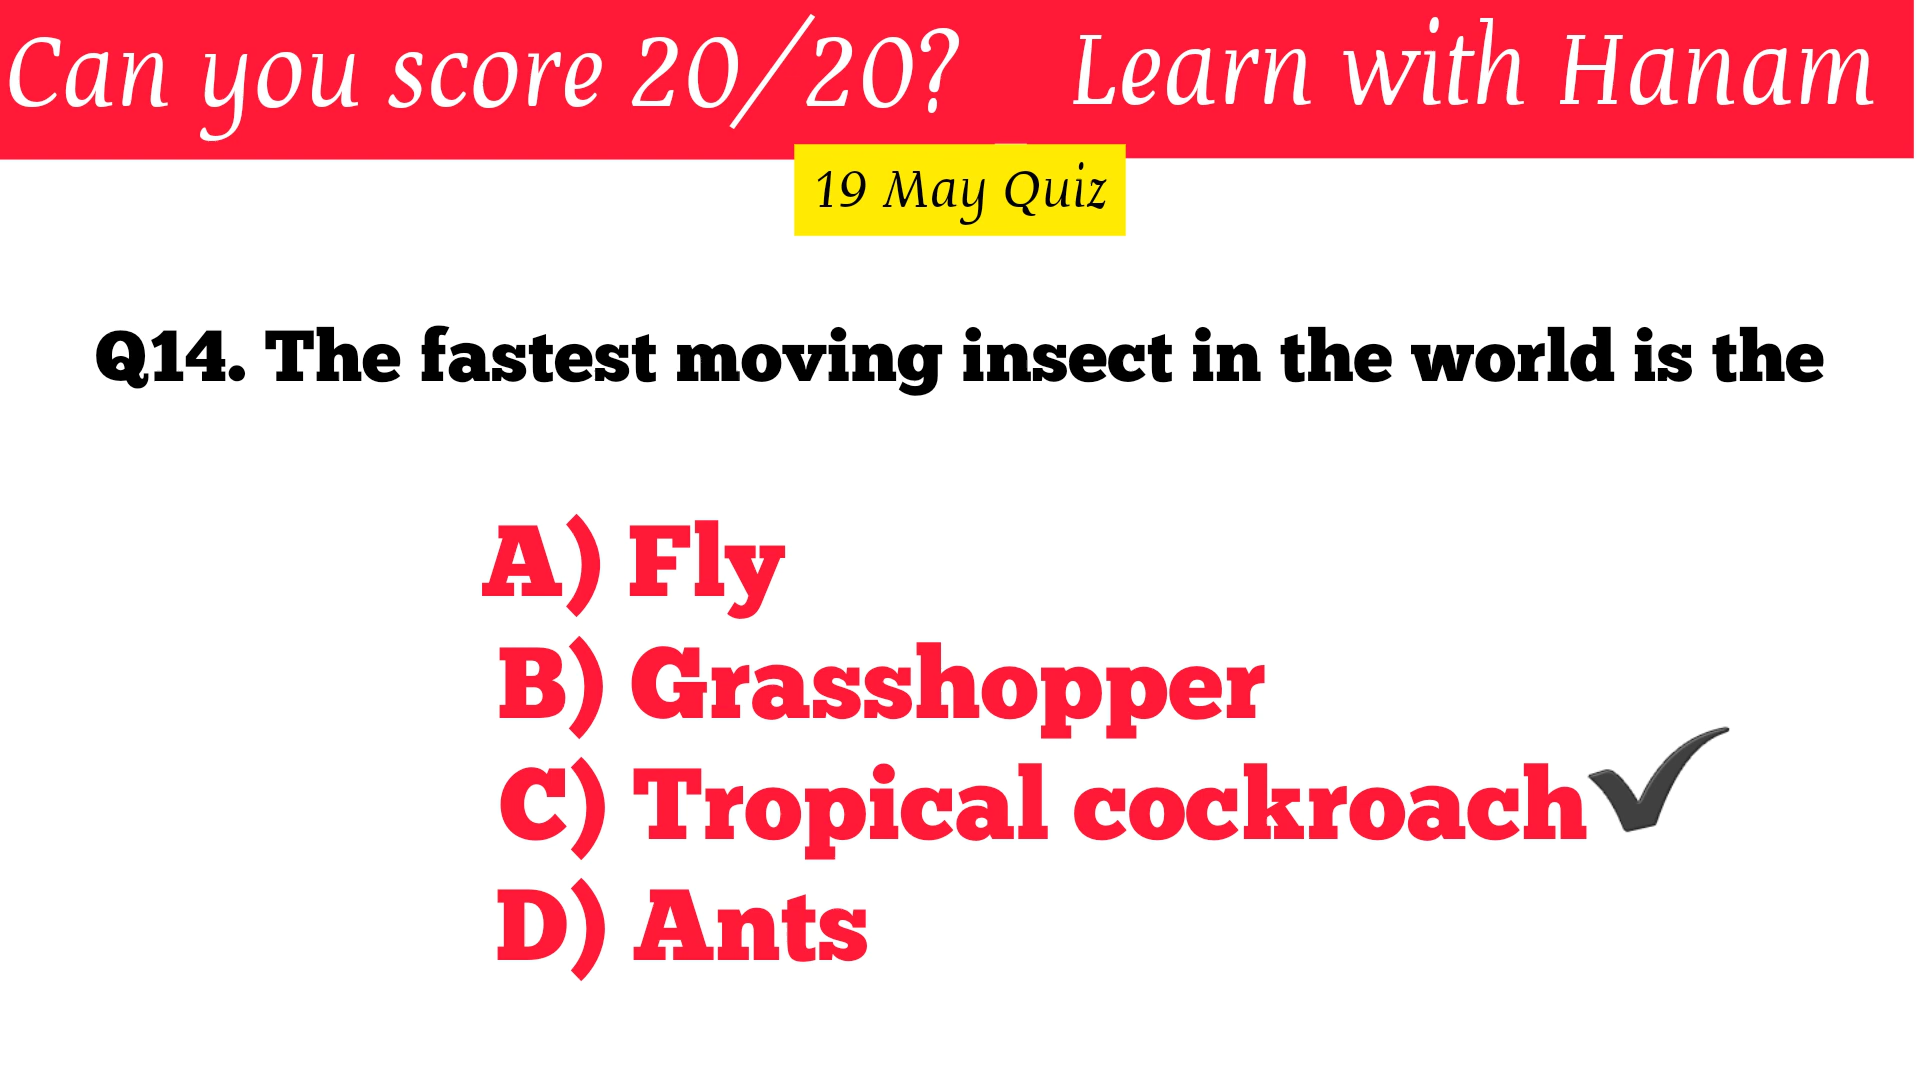 Can you score 20/20? Learn with Hanam
19 May Quiz
Q14. The fastest moving insect in the world is the
A) Fly
B) Grasshopper
C) Tropical cockroach✔
D) Ants